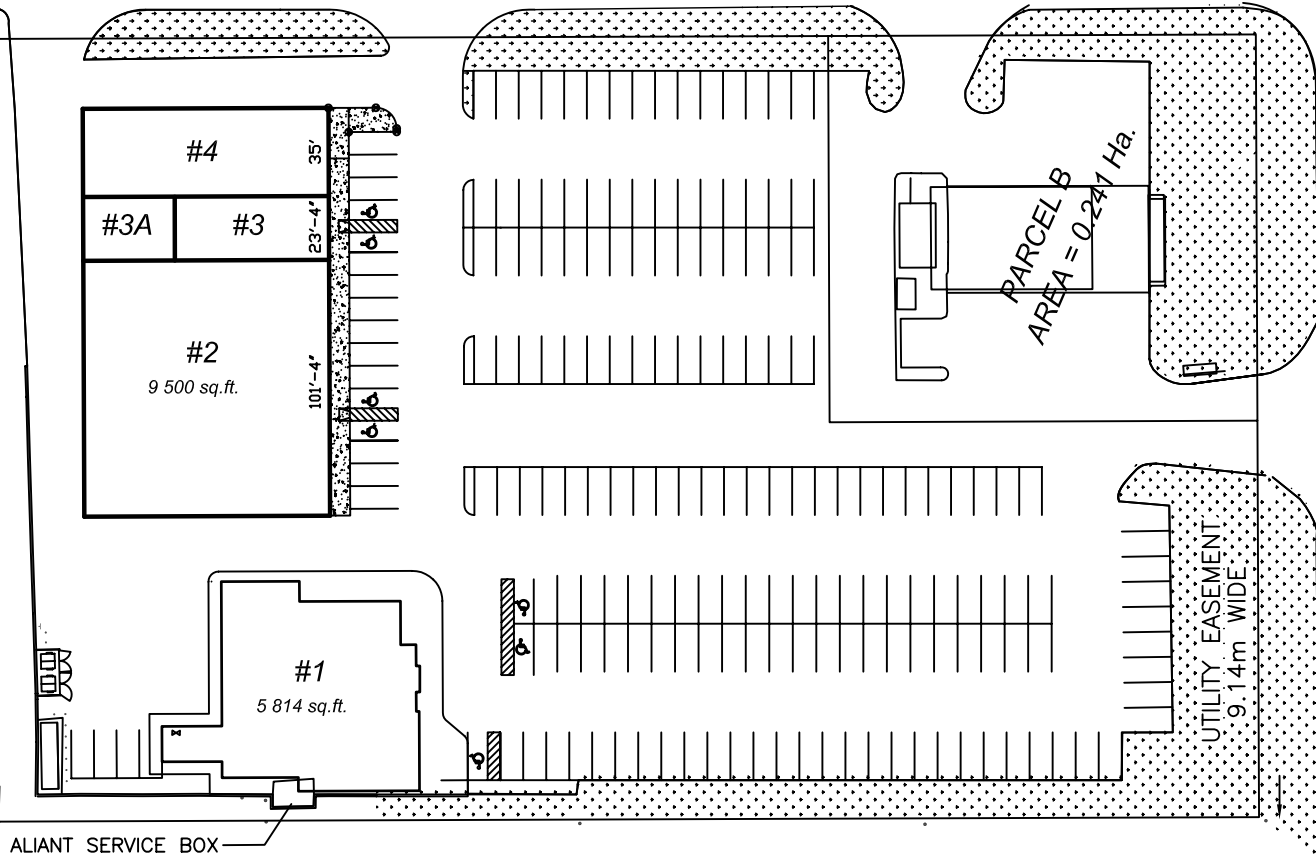 #4
35'
#3A
#3
23'-4"
#2
9 500 sq.ft.
101'-4"
PARCEL B
AREA = 0.241 Ha.
#1
5 814 sq.ft.
UTILITY EASEMENT
9.14m WIDE
ALIANT SERVICE BOX